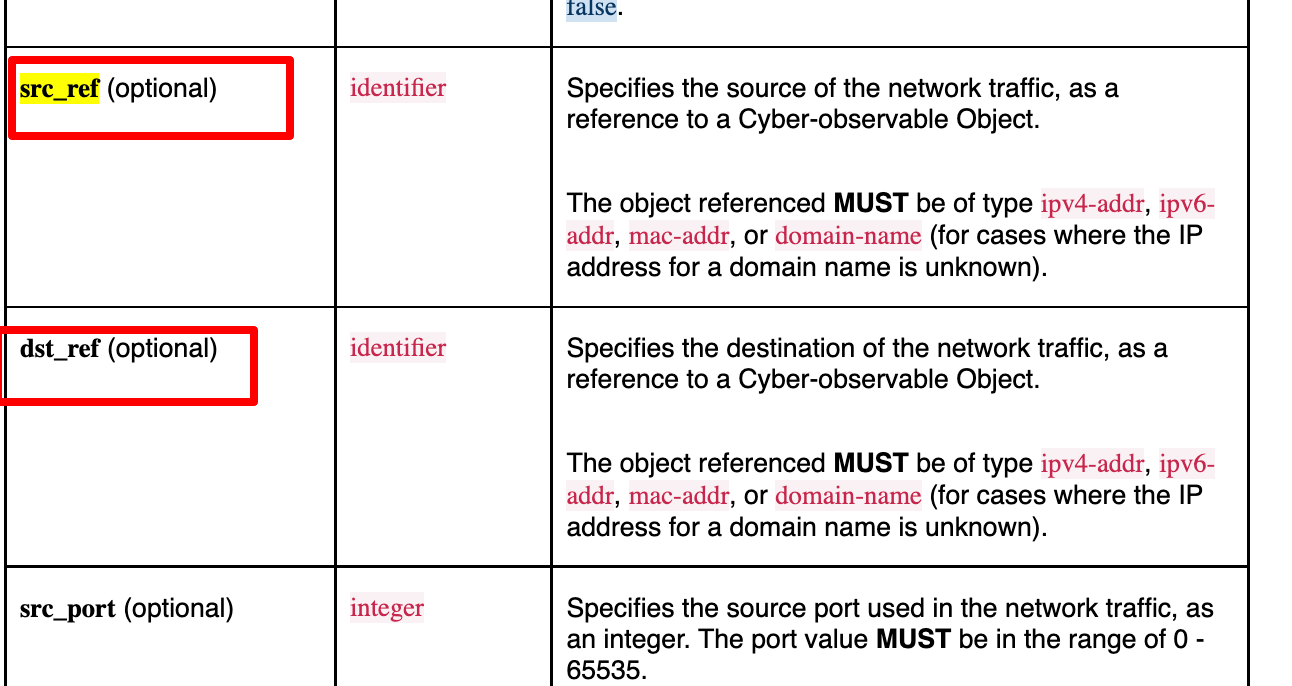 false.
src_ref (optional)
identifier
Specifies the source of the network traffic, as a
reference to a Cyber-observable Object.
The object referenced MUST be of type ipv4-addr, ipv6-
addr, mac-addr, or domain-name (for cases where the IP
address for a domain name is unknown).
dst_ref (optional)
identifier
Specifies the destination of the network traffic, as a
reference to a Cyber-observable Object.
The object referenced MUST be of type ipv4-addr, ipv6-
addr, mac-addr, or domain-name (for cases where the IP
address for a domain name is unknown).
src_port (optional)
integer
Specifies the source port used in the network traffic, as
an integer. The port value MUST be in the range of 0 -
65535.